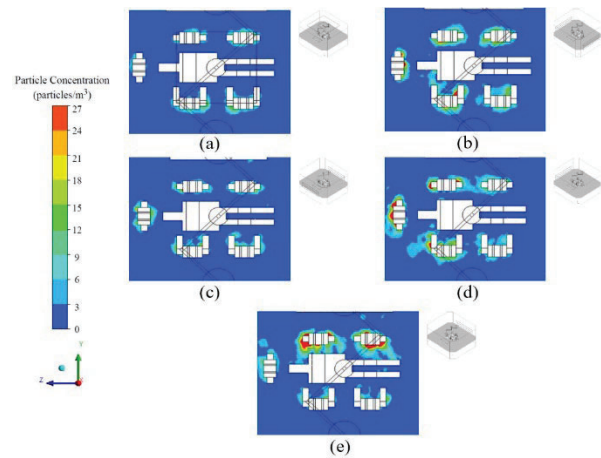 Particle Concentration
(particles/m³)
27
24
21
18
15
12
9
6
3
0
Y
Z
(a)
(b)
(c)
(d)
(e)